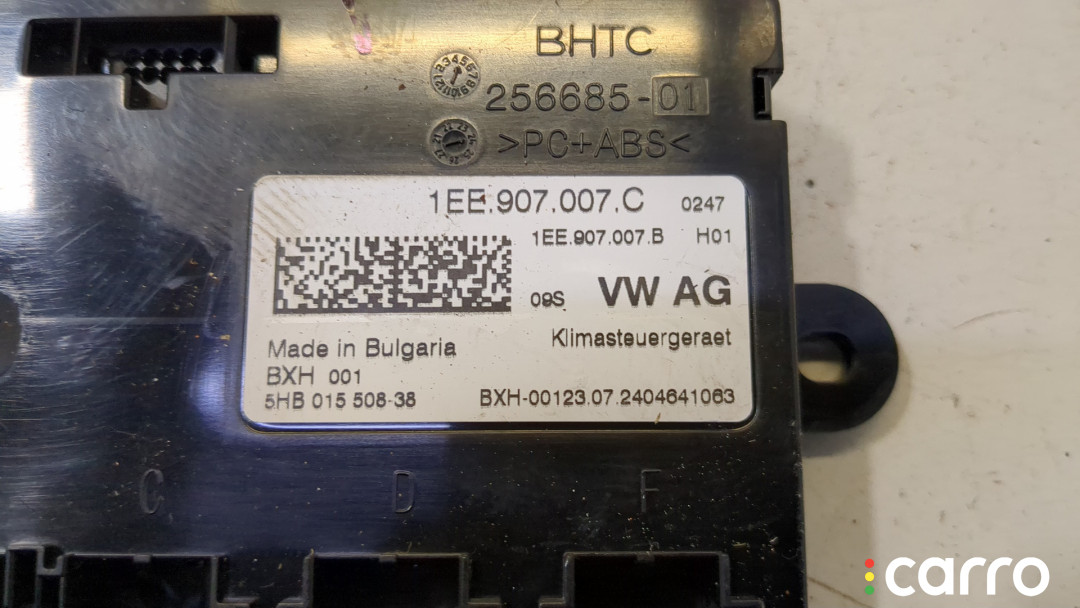 BHTC
256685-01
>PC+ABS<
1EE.907.007.C 0247
1EE.907.007.B H01
09S VW AG
Klimasteuergeraet
Made in Bulgaria
BXH 001
5HB 015 508-38 BXH-00123.07.2404641063
C D F
carro